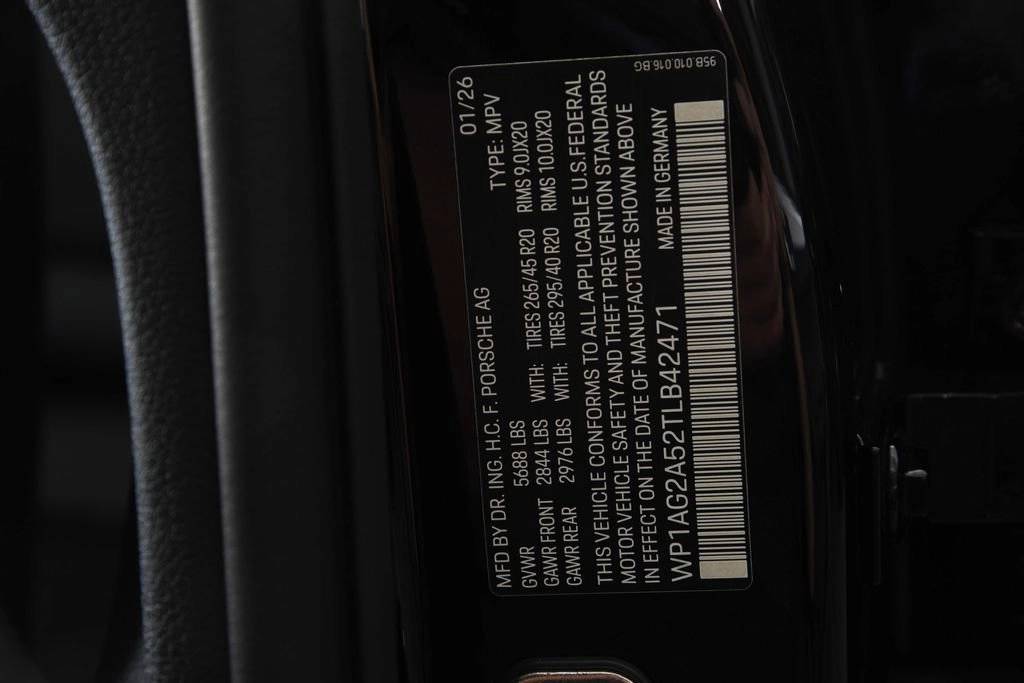 95B.010.016.BG
MFD BY DR. ING. H.C. F. PORSCHE AG 01/26
GVWR 5688 LBS TYPE: MPV
GAWR FRONT 2844 LBS WITH: TIRES 265/45 R20 RIMS 9.0JX20
GAWR REAR 2976 LBS WITH: TIRES 295/40 R20 RIMS 10.0JX20
THIS VEHICLE CONFORMS TO ALL APPLICABLE U.S. FEDERAL
MOTOR VEHICLE SAFETY AND THEFT PREVENTION STANDARDS
IN EFFECT ON THE DATE OF MANUFACTURE SHOWN ABOVE
WP1AG2A52TLB42471 MADE IN GERMANY